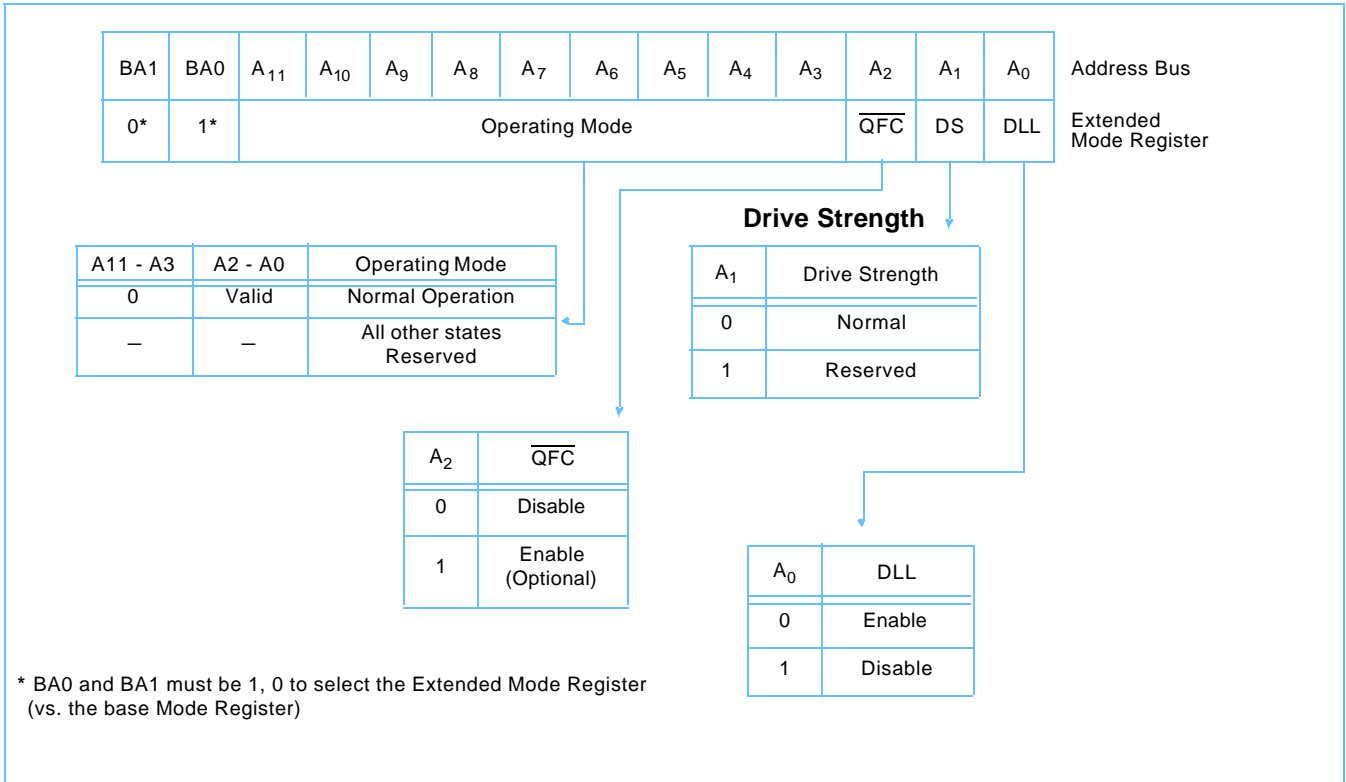 BA1 BA0 A11 A10 A9 A8 A7 A6 A5 A4 A3 A2 A1 A0 Address Bus
0* 1* Operating Mode Q̅F̅C̅ DS DLL Extended
Mode Register
Drive Strength
A11 - A3 A2 - A0 Operating Mode
0 Valid Normal Operation
– – All other states
Reserved
A1 Drive Strength
0 Normal
1 Reserved
A2 Q̅F̅C̅
0 Disable
1 Enable
(Optional)
A0 DLL
0 Enable
1 Disable
* BA0 and BA1 must be 1, 0 to select the Extended Mode Register
(vs. the base Mode Register)